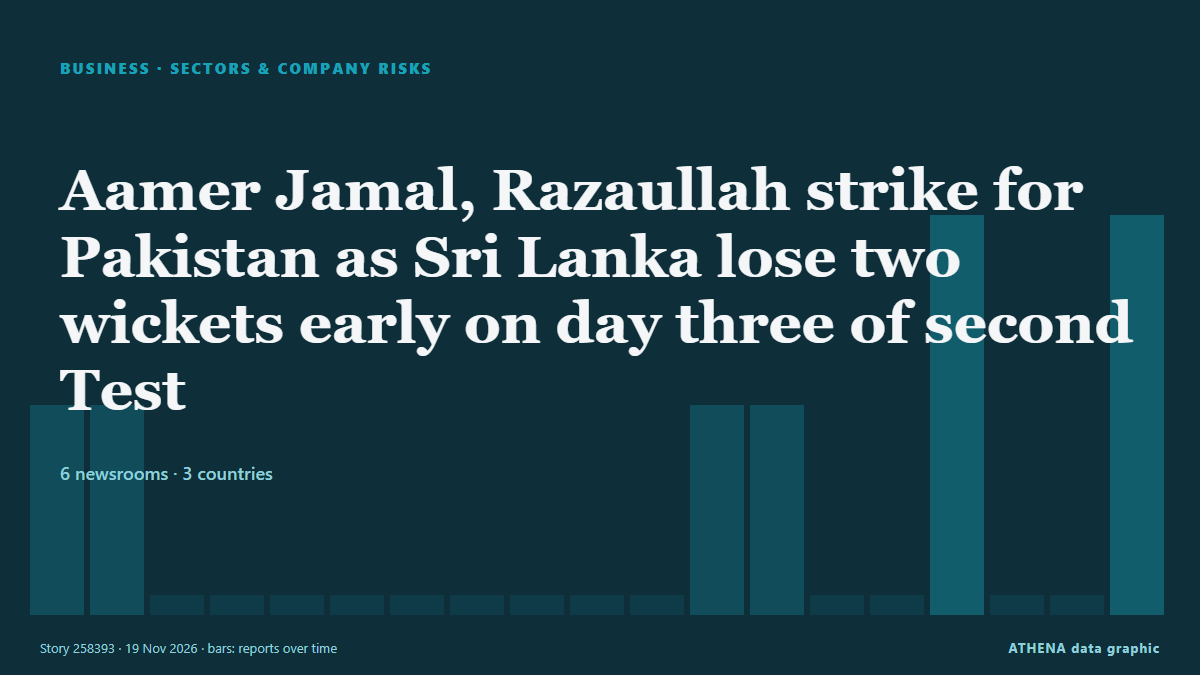 BUSINESS · SECTORS & COMPANY RISKS
Aamer Jamal, Razaullah strike for
Pakistan as Sri Lanka lose two
wickets early on day three of second
Test
6 newsrooms · 3 countries
Story 258393 · 19 Nov 2026 · bars: reports over time
ATHENA data graphic